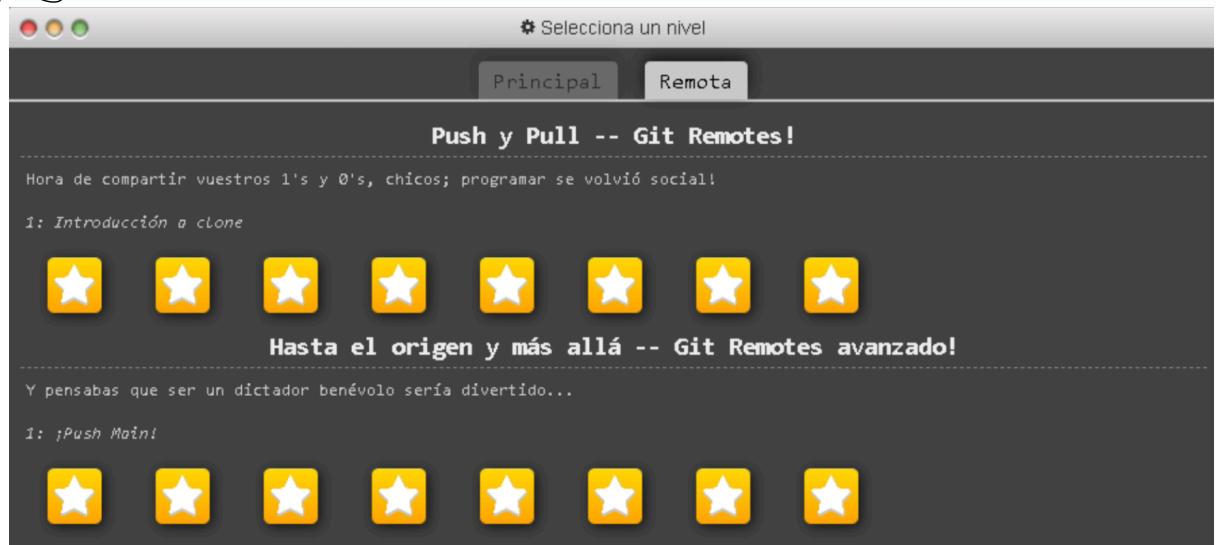 Selecciona un nivel
Principal Remota
Push y Pull -- Git Remotes!
Hora de compartir vuestros 1's y 0's, chicos; programar se volvió social!
1: Introducción a clone
Hasta el origen y más allá -- Git Remotes avanzado!
Y pensabas que ser un dictador benévolo sería divertido...
1: ¡Push Main!